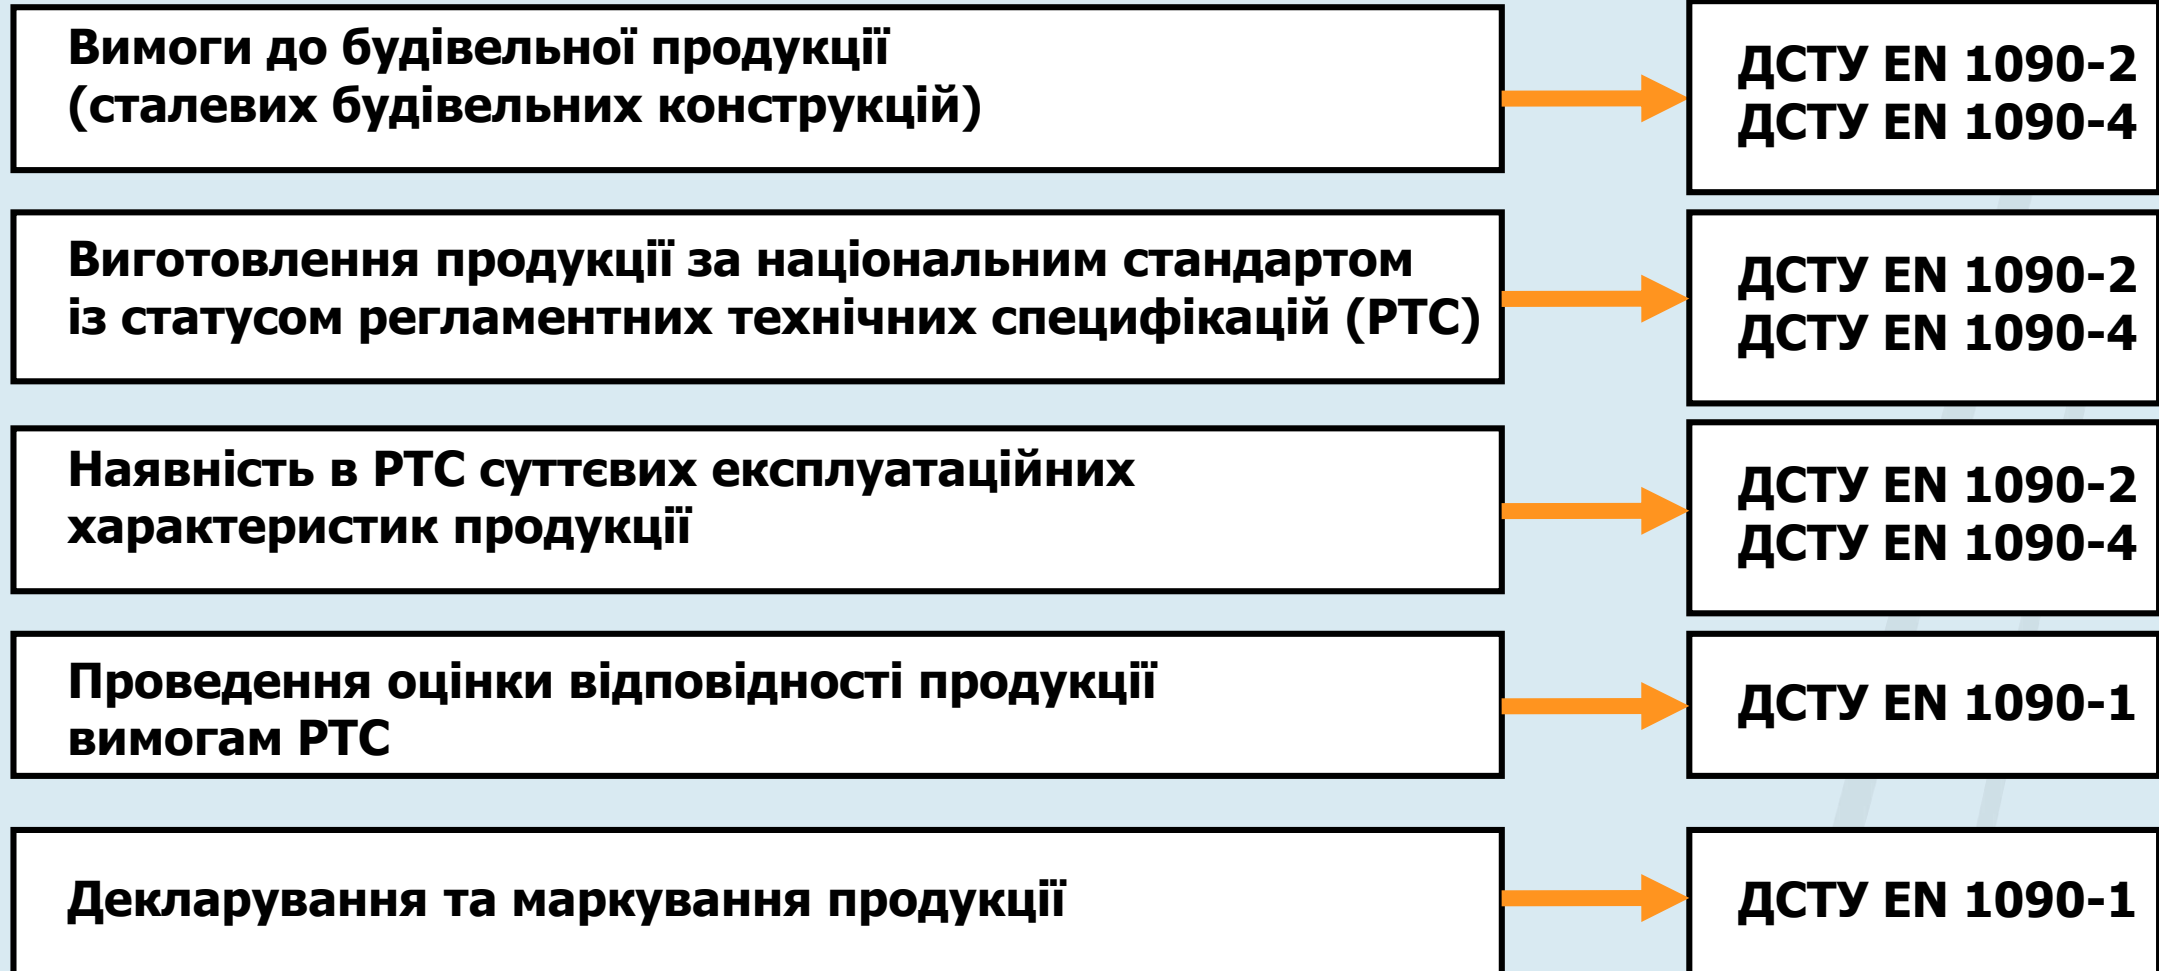 Вимоги до будівельної продукції
(сталевих будівельних конструкцій)
ДСТУ EN 1090-2
ДСТУ EN 1090-4
Виготовлення продукції за національним стандартом
із статусом регламентних технічних специфікацій (РТС)
ДСТУ EN 1090-2
ДСТУ EN 1090-4
Наявність в РТС суттєвих експлуатаційних
характеристик продукції
ДСТУ EN 1090-2
ДСТУ EN 1090-4
Проведення оцінки відповідності продукції
вимогам РТС
ДСТУ EN 1090-1
Декларування та маркування продукції
ДСТУ EN 1090-1